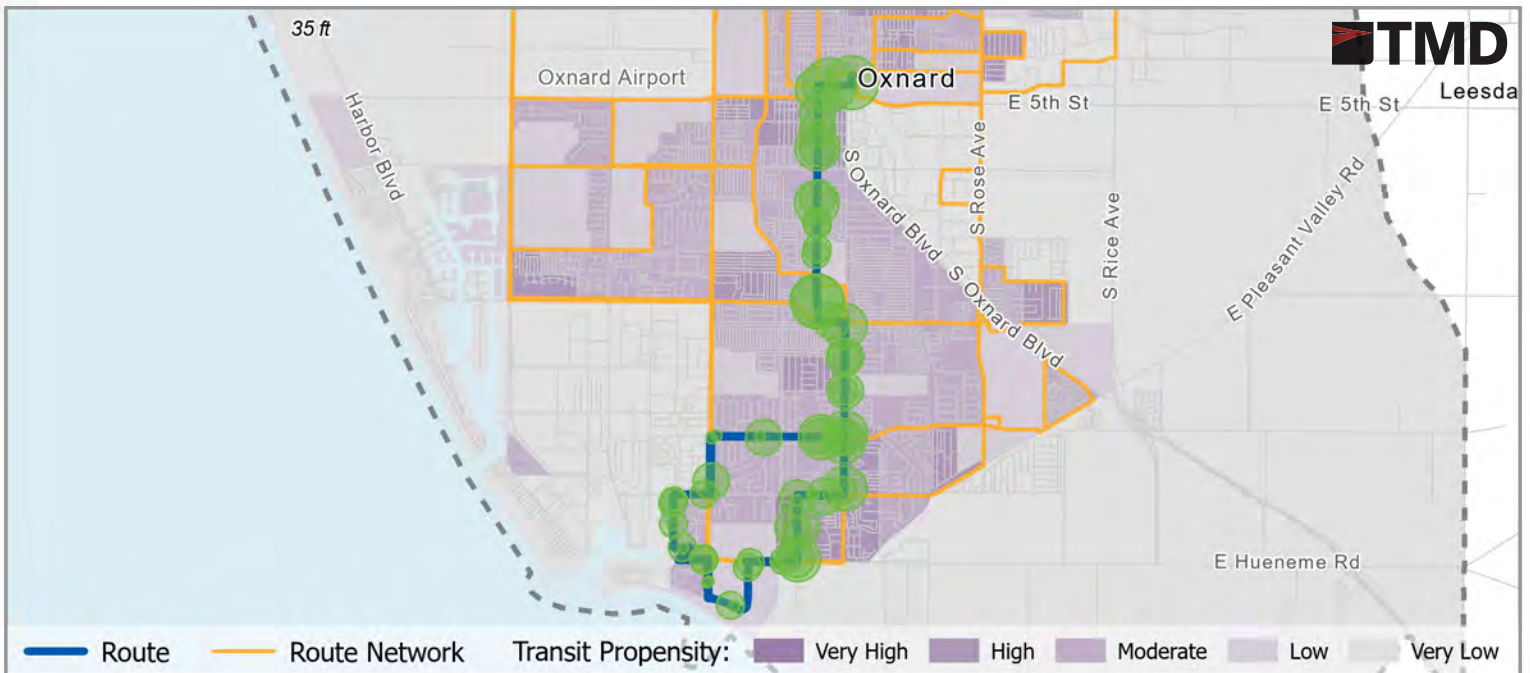 35 ft
TMD
Oxnard Airport
Oxnard
Leesda
Harbor Blvd
E 5th St
E 5th St
S Rose Ave
S Oxnard Blvd
S Oxnard Blvd
S Rice Ave
E Pleasant Valley Rd
E Hueneme Rd
Route
Route Network
Transit Propensity:
Very High
High
Moderate
Low
Very Low